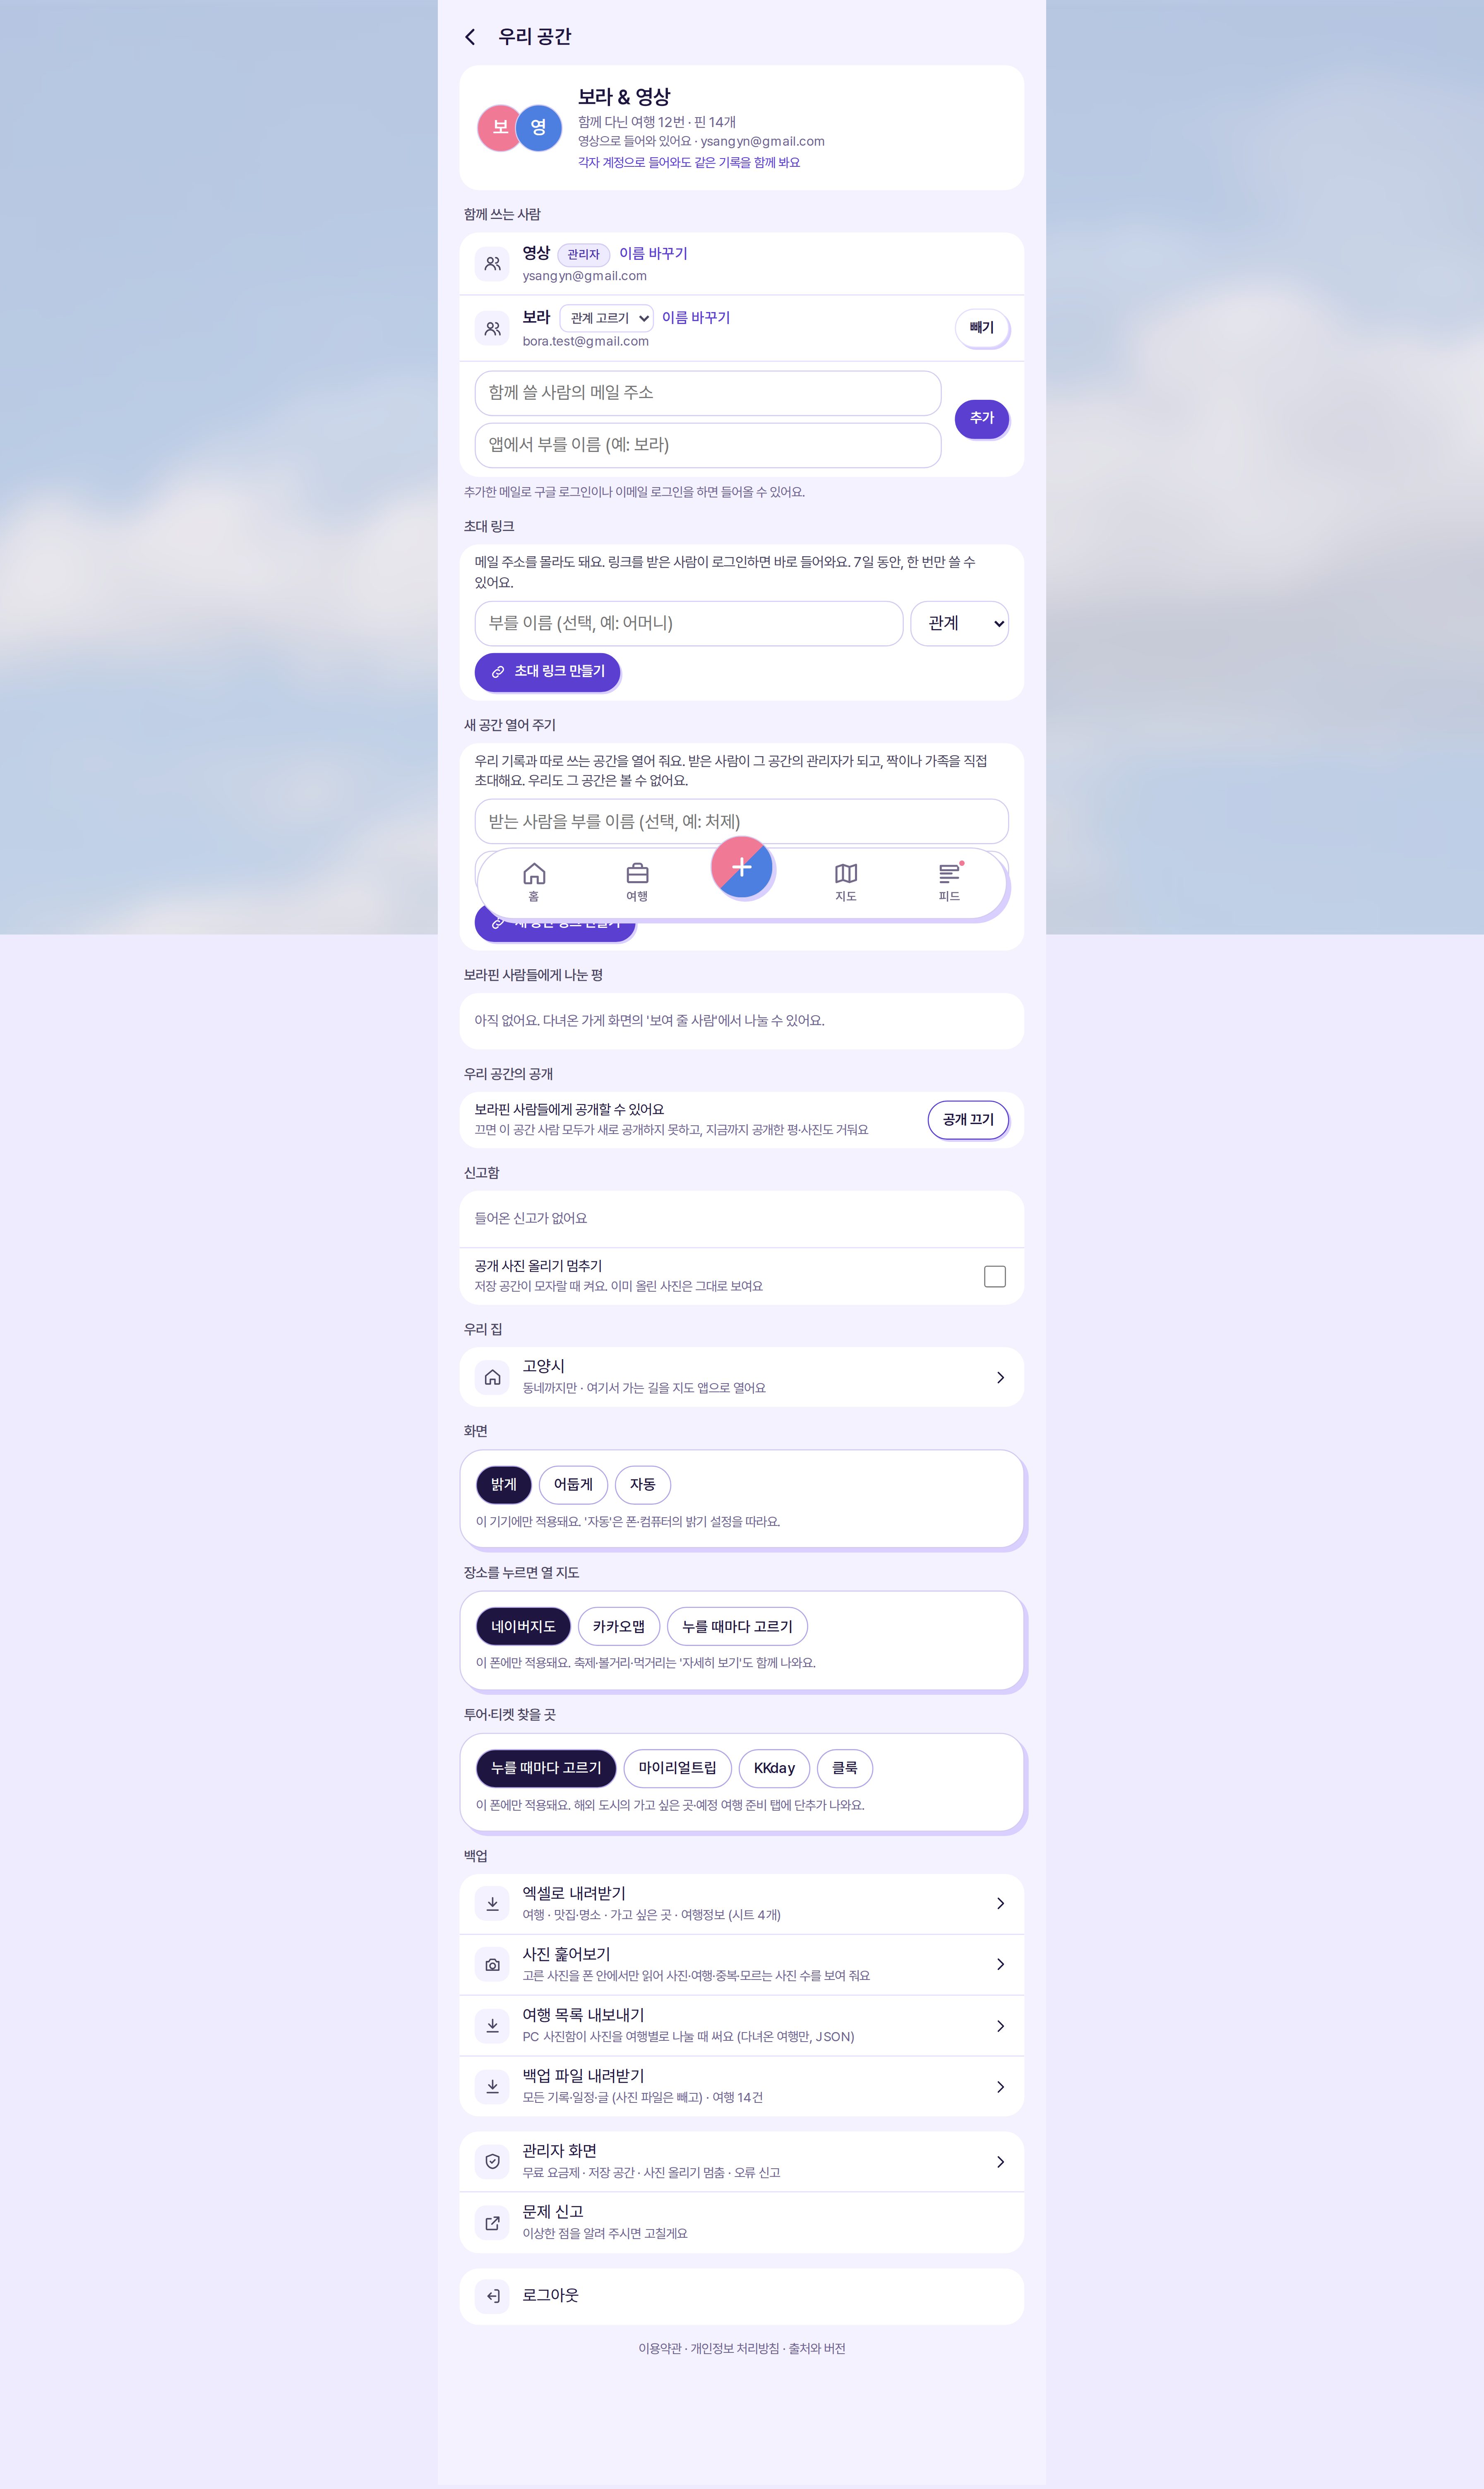 우리 공간
보 영
보라 & 영상
함께 다닌 여행 12번 · 핀 14개
영상으로 들어와 있어요 · ysangyn@gmail.com
각자 계정으로 들어와도 같은 기록을 함께 봐요
함께 쓰는 사람
영상 관리자 이름 바꾸기
ysangyn@gmail.com
보라 관계 고르기 이름 바꾸기
bora.test@gmail.com
빼기
함께 쓸 사람의 메일 주소
앱에서 부를 이름 (예: 보라)
추가
추가한 메일로 구글 로그인이나 이메일 로그인을 하면 들어올 수 있어요.
초대 링크
메일 주소를 몰라도 돼요. 링크를 받은 사람이 로그인하면 바로 들어와요. 7일 동안, 한 번만 쓸 수
있어요.
부를 이름 (선택, 예: 어머니) 관계
초대 링크 만들기
새 공간 열어 주기
우리 기록과 따로 쓰는 공간을 열어 줘요. 받은 사람이 그 공간의 관리자가 되고, 짝이나 가족을 직접
초대해요. 우리도 그 공간은 볼 수 없어요.
받는 사람을 부를 이름 (선택, 예: 처제)
홈 여행 지도 피드
보라핀 사람들에게 나눈 평
아직 없어요. 다녀온 가게 화면의 '보여 줄 사람'에서 나눌 수 있어요.
우리 공간의 공개
보라핀 사람들에게 공개할 수 있어요
끄면 이 공간 사람 모두가 새로 공개하지 못하고, 지금까지 공개한 평·사진도 거둬요
공개 끄기
신고함
들어온 신고가 없어요
공개 사진 올리기 멈추기
저장 공간이 모자랄 때 켜요. 이미 올린 사진은 그대로 보여요
우리 집
고양시
동네까지만 · 여기서 가는 길을 지도 앱으로 열어요
화면
밝게 어둡게 자동
이 기기에만 적용돼요. '자동'은 폰·컴퓨터의 밝기 설정을 따라요.
장소를 누르면 열 지도
네이버지도 카카오맵 누를 때마다 고르기
이 폰에만 적용돼요. 축제·볼거리·먹거리는 '자세히 보기'도 함께 나와요.
투어·티켓 찾을 곳
누를 때마다 고르기 마이리얼트립 KKday 클룩
이 폰에만 적용돼요. 해외 도시의 가고 싶은 곳·예정 여행 준비 탭에 단추가 나와요.
백업
엑셀로 내려받기
여행 · 맛집·명소 · 가고 싶은 곳 · 여행정보 (시트 4개)
사진 훑어보기
고른 사진을 폰 안에서만 읽어 사진·여행·중복·모르는 사진 수를 보여 줘요
여행 목록 내보내기
PC 사진함이 사진을 여행별로 나눌 때 써요 (다녀온 여행만, JSON)
백업 파일 내려받기
모든 기록·일정·글 (사진 파일은 빼고) · 여행 14건
관리자 화면
무료 요금제 · 저장 공간 · 사진 올리기 멈춤 · 오류 신고
문제 신고
이상한 점을 알려 주시면 고칠게요
로그아웃
이용약관 · 개인정보 처리방침 · 출처와 버전